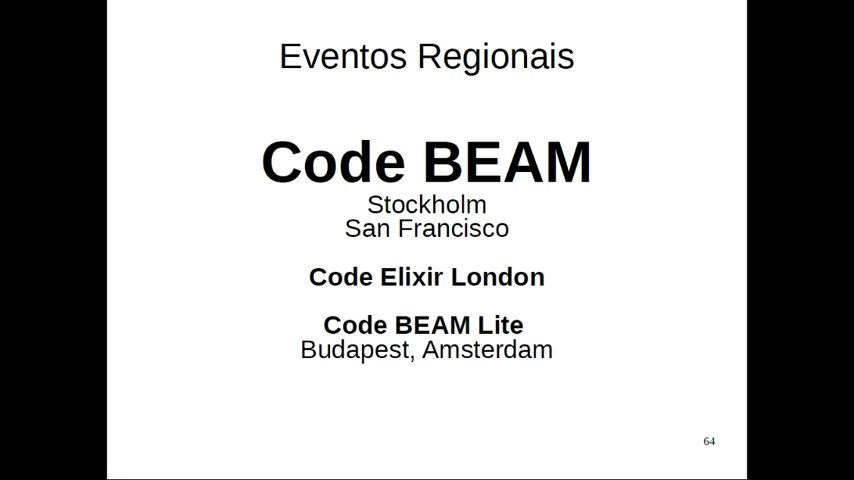 Eventos Regionais
Code BEAM
Stockholm
San Francisco
Code Elixir London
Code BEAM Lite
Budapest, Amsterdam
64